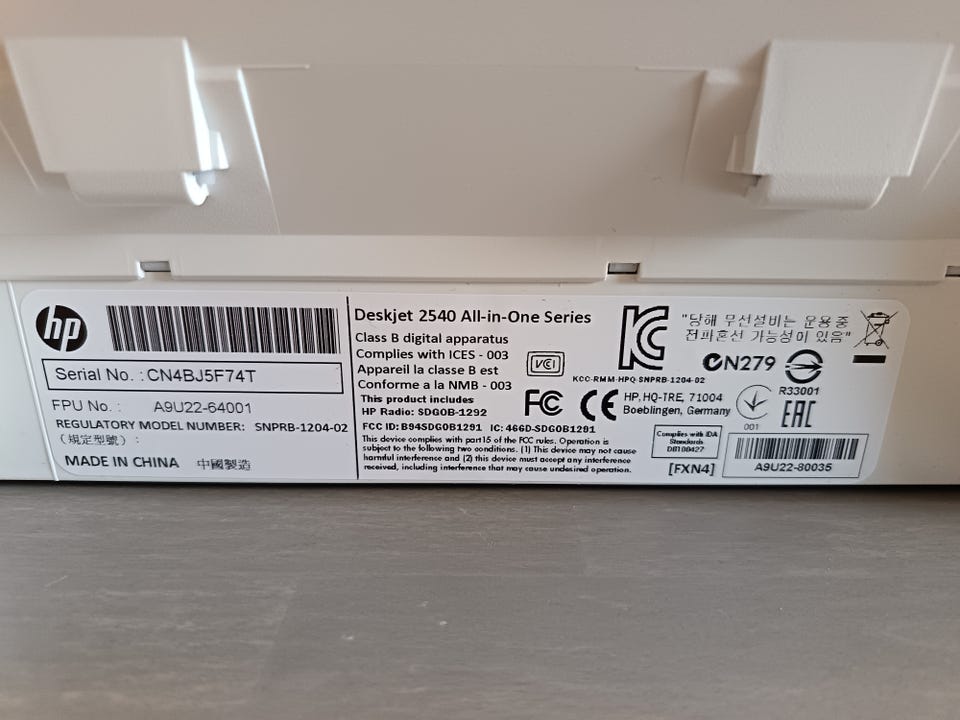 hp
Serial No. : CN4BJ5F74T
FPU No. : A9U22-64001
REGULATORY MODEL NUMBER: SNPRB-1204-02
(規定型號) :
MADE IN CHINA 中國製造
Deskjet 2540 All-in-One Series
Class B digital apparatus
Complies with ICES - 003
Appareil la classe B est
Conforme a la NMB - 003
This product includes
HP Radio: SDGOB-1292
FCC ID: B94SDG0B1291 IC: 466D-SDG0B1291
This device complies with part15 of the FCC rules. Operation is
subject to the following two conditions. (1) This device may not cause
harmful interference and (2) this device must accept any interference
received, including interference that may cause undesired operation.
VCI
FC CE
KC
KCC-RMM-HPQ-SNPRB-1204-02
HP, HQ-TRE, 71004
Boeblingen, Germany
"당해 무선설비는 운용중
전파혼선 가능성이 있음"
N279
R33001
001
EAC
Complies with IDA
Standards
DB100427
[FXN4]
A9U22-80035